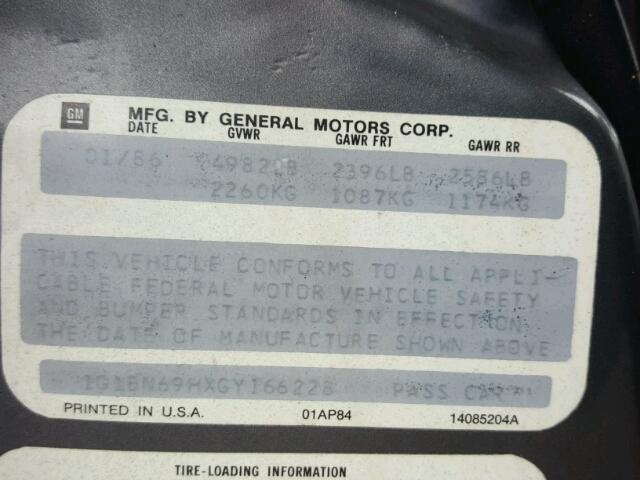 GM MFG. BY GENERAL MOTORS CORP.
DATE GVWR GAWR FRT GAWR RR
01/86 4982LB 2396LB 2586LB
2260KG 1087KG 1174KG
THIS VEHICLE CONFORMS TO ALL APPLI-
CABLE FEDERAL MOTOR VEHICLE SAFETY
AND BUMPER STANDARDS IN EFFECT ON
THE DATE OF MANUFACTURE SHOWN ABOVE
1G1BN69HXGY166228 PASS CAR
PRINTED IN U.S.A. 01AP84 14085204A
TIRE-LOADING INFORMATION